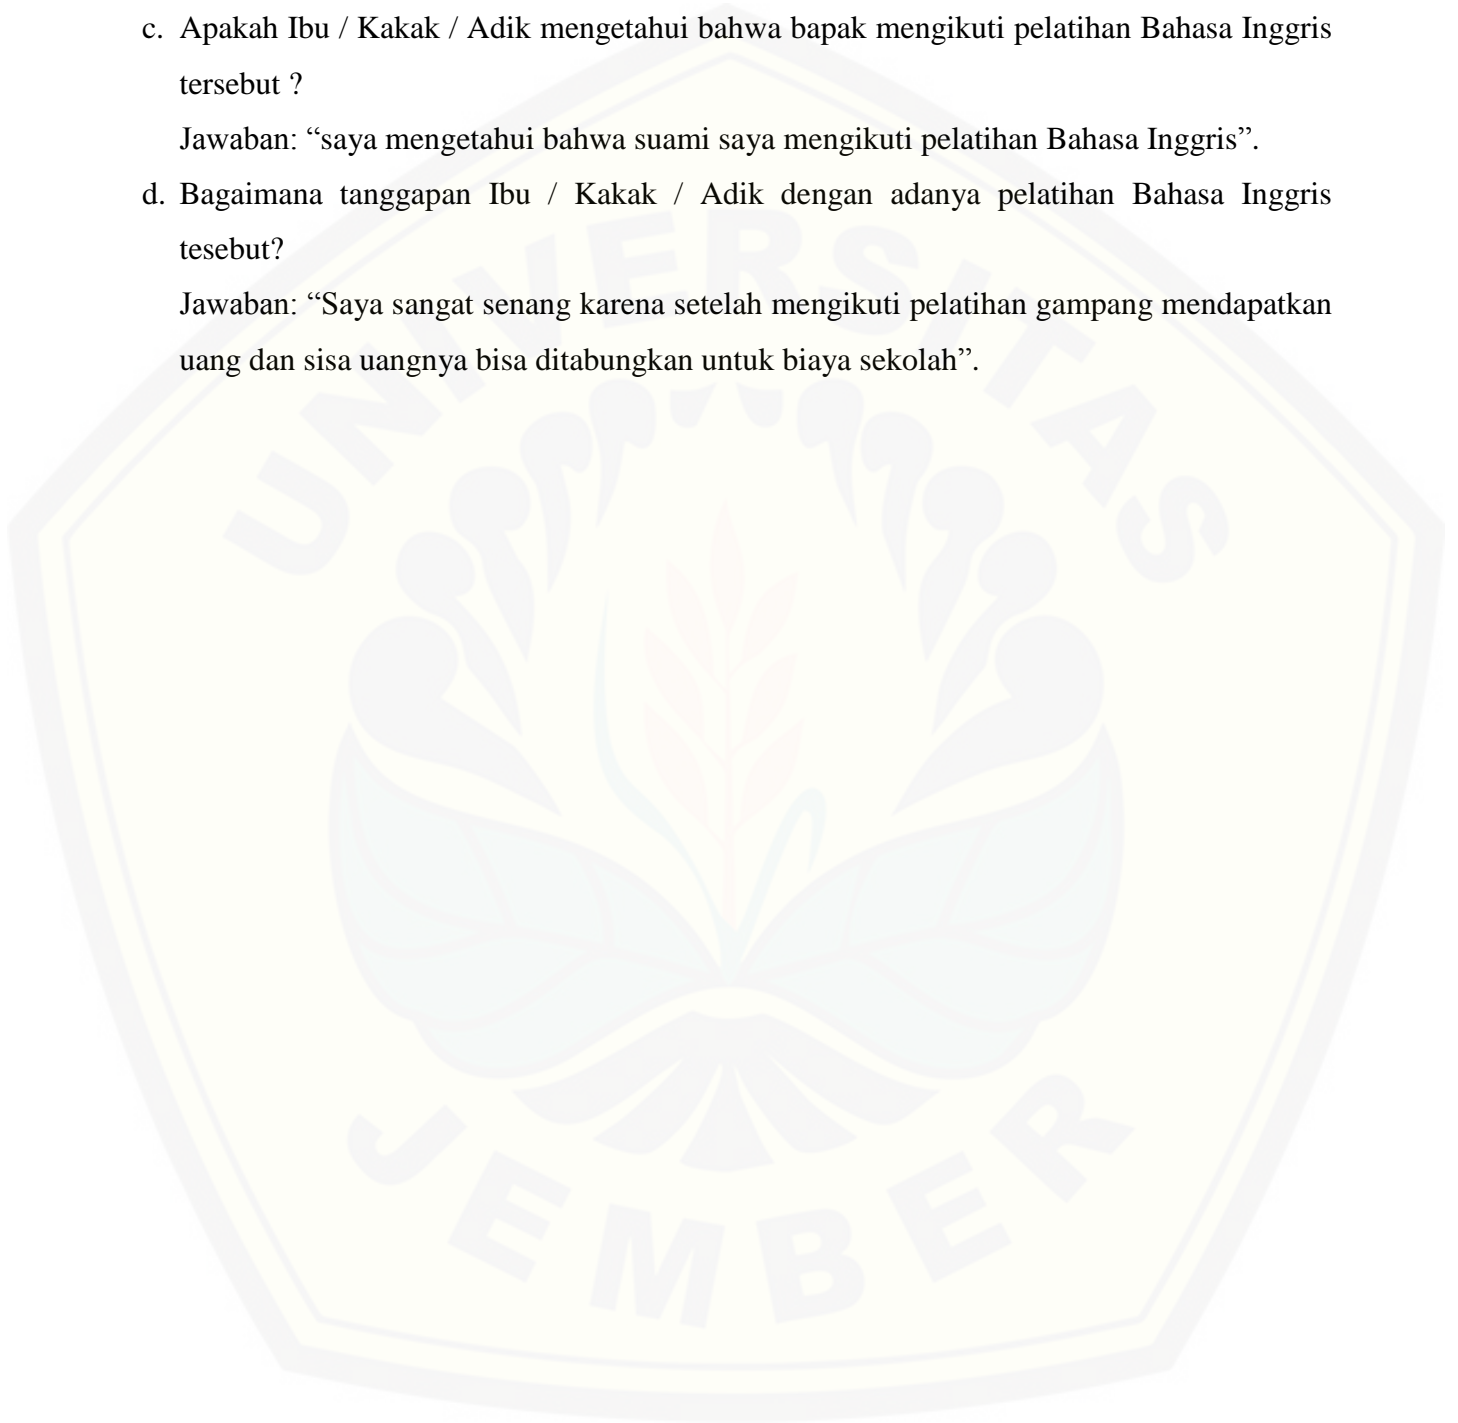 c. Apakah Ibu / Kakak / Adik mengetahui bahwa bapak mengikuti pelatihan Bahasa Inggris
tersebut ?
Jawaban: “saya mengetahui bahwa suami saya mengikuti pelatihan Bahasa Inggris”.
d. Bagaimana tanggapan Ibu / Kakak / Adik dengan adanya pelatihan Bahasa Inggris
tesebut?
Jawaban: “Saya sangat senang karena setelah mengikuti pelatihan gampang mendapatkan
uang dan sisa uangnya bisa ditabungkan untuk biaya sekolah”.
UNIVERSITAS
JEMBER